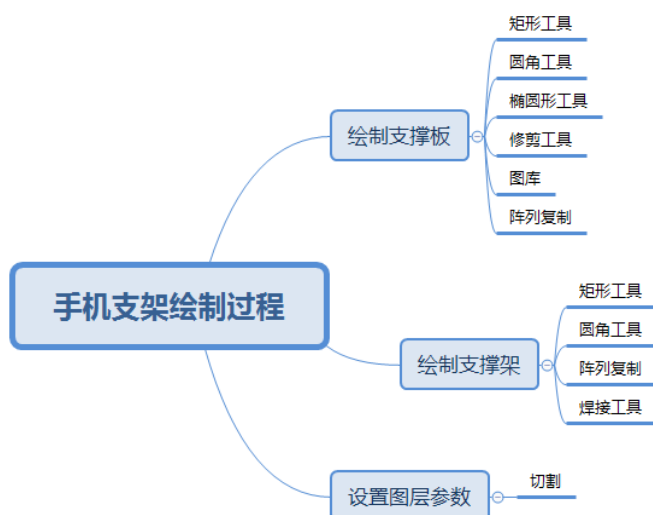 手机支架绘制过程
绘制支撑板
矩形工具
圆角工具
椭圆形工具
修剪工具
图库
阵列复制
绘制支撑架
矩形工具
圆角工具
阵列复制
焊接工具
设置图层参数
切割